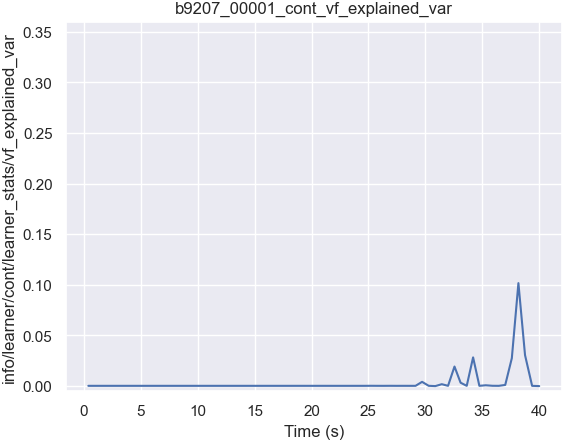 b9207_00001_cont_vf_explained_var
info/learner/cont/learner_stats/vf_explained_var
0.35
0.30
0.25
0.20
0.15
0.10
0.05
0.00
0 5 10 15 20 25 30 35 40
Time (s)